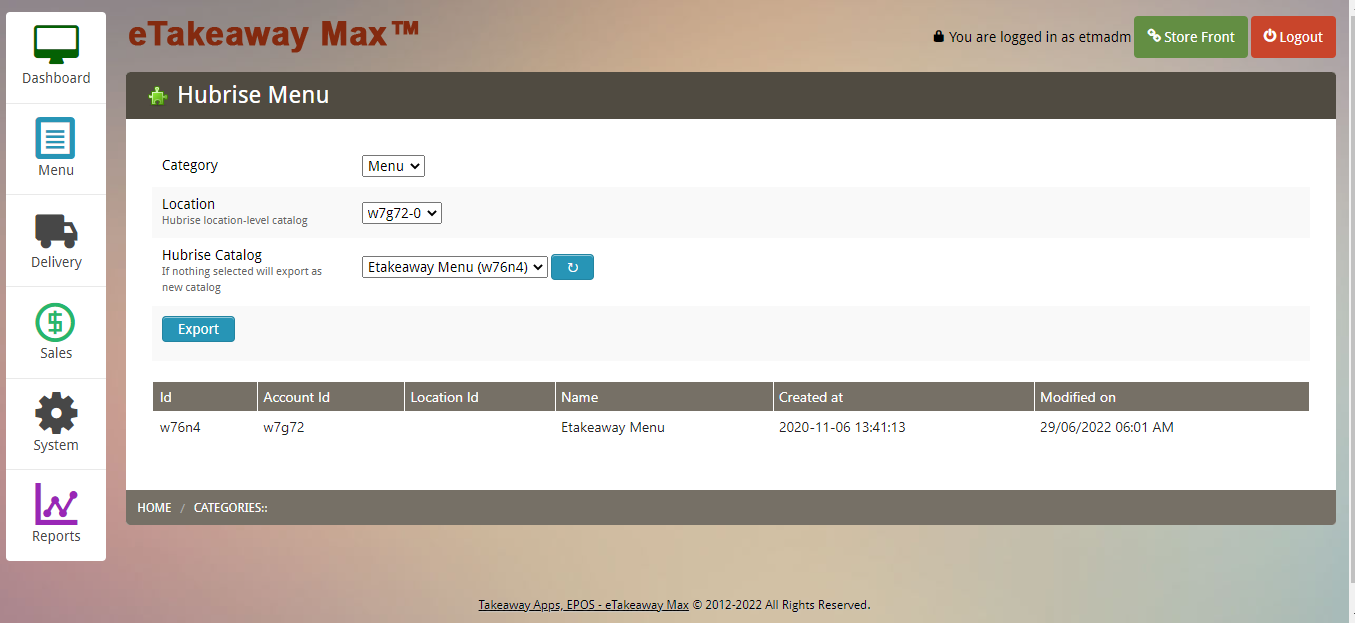 eTakeaway Max™
You are logged in as etmadm
Store Front
Logout
Dashboard
Menu
Delivery
Sales
System
Reports
Hubrise Menu
Category
Menu
Location
Hubrise location-level catalog
w7g72-0
Hubrise Catalog
If nothing selected will export as
new catalog
Etakeaway Menu (w76n4)
Export
Id Account Id Location Id Name Created at Modified on
w76n4 w7g72 Etakeaway Menu 2020-11-06 13:41:13 29/06/2022 06:01 AM
HOME / CATEGORIES::
Takeaway Apps, EPOS - eTakeaway Max © 2012-2022 All Rights Reserved.